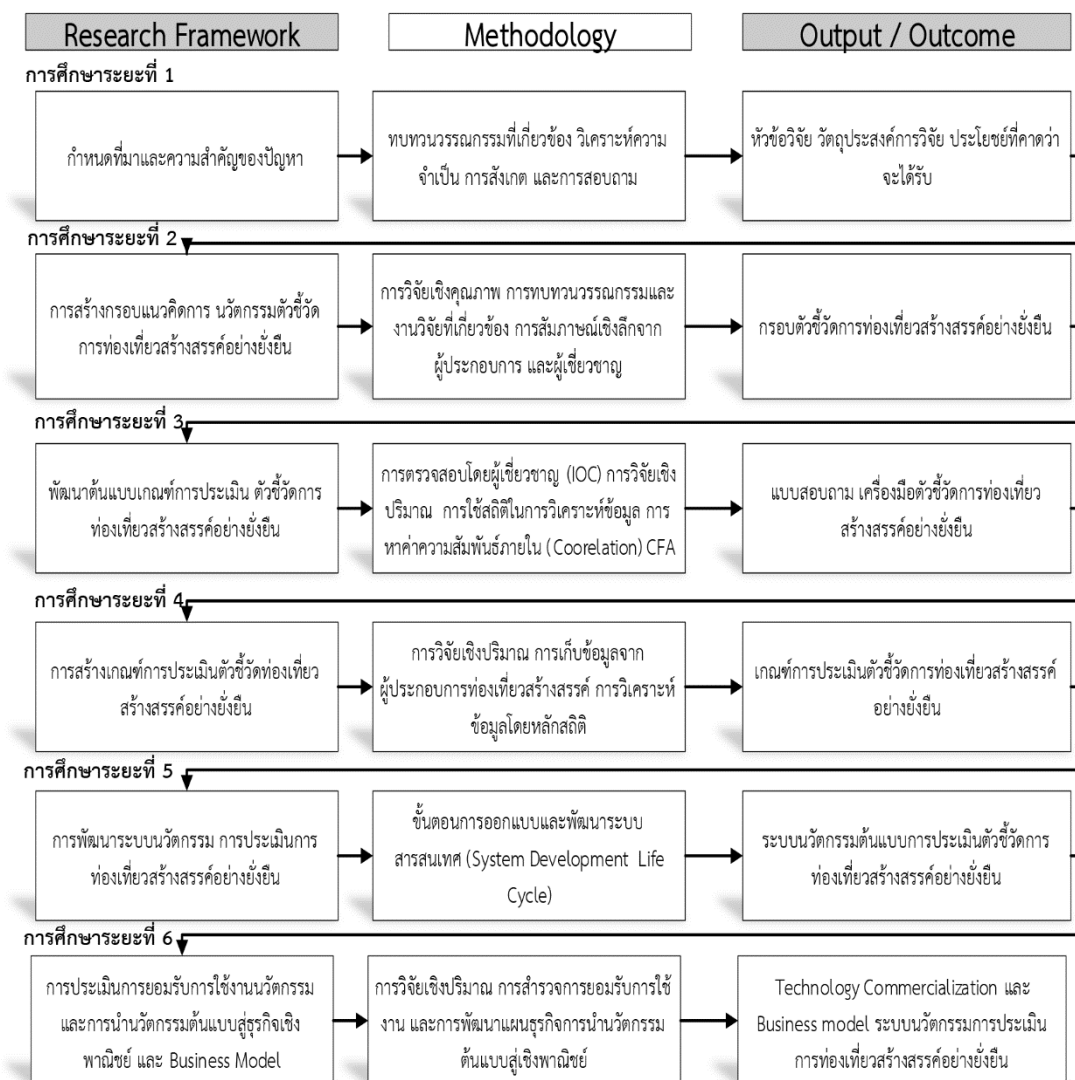 Research Framework
Methodology
Output / Outcome
การศึกษาระยะที่ 1
กำหนดที่มาและความสำคัญของปัญหา
ทบทวนวรรณกรรมที่เกี่ยวข้อง วิเคราะห์ความ
จำเป็น การสังเกต และการสอบถาม
หัวข้อวิจัย วัตถุประสงค์การวิจัย ประโยชน์ที่คาดว่า
จะได้รับ
การศึกษาระยะที่ 2
การสร้างกรอบแนวคิดการ นวัตกรรมตัวชี้วัด
การท่องเที่ยวสร้างสรรค์อย่างยั่งยืน
การวิจัยเชิงคุณภาพ การทบทวนวรรณกรรมและ
งานวิจัยที่เกี่ยวข้อง การสัมภาษณ์เชิงลึกจาก
ผู้ประกอบการ และผู้เชี่ยวชาญ
กรอบตัวชี้วัดการท่องเที่ยวสร้างสรรค์อย่างยั่งยืน
การศึกษาระยะที่ 3
พัฒนาต้นแบบเกณฑ์การประเมิน ตัวชี้วัดการ
ท่องเที่ยวสร้างสรรค์อย่างยั่งยืน
การตรวจสอบโดยผู้เชี่ยวชาญ (IOC) การวิจัยเชิง
ปริมาณ การใช้สถิติในการวิเคราะห์ข้อมูล การ
หาค่าความสัมพันธ์ภายใน (Coorelation) CFA
แบบสอบถาม เครื่องมือตัวชี้วัดการท่องเที่ยว
สร้างสรรค์อย่างยั่งยืน
การศึกษาระยะที่ 4
การสร้างเกณฑ์การประเมินตัวชี้วัดท่องเที่ยว
สร้างสรรค์อย่างยั่งยืน
การวิจัยเชิงปริมาณ การเก็บข้อมูลจาก
ผู้ประกอบการท่องเที่ยวสร้างสรรค์ การวิเคราะห์
ข้อมูลโดยหลักสถิติ
เกณฑ์การประเมินตัวชี้วัดการท่องเที่ยวสร้างสรรค์
อย่างยั่งยืน
การศึกษาระยะที่ 5
การพัฒนาระบบนวัตกรรม การประเมินการ
ท่องเที่ยวสร้างสรรค์อย่างยั่งยืน
ขั้นตอนการออกแบบและพัฒนาระบบ
สารสนเทศ (System Development Life
Cycle)
ระบบนวัตกรรมต้นแบบการประเมินตัวชี้วัดการ
ท่องเที่ยวสร้างสรรค์อย่างยั่งยืน
การศึกษาระยะที่ 6
การประเมินการยอมรับการใช้งานนวัตกรรม
และการนำนวัตกรรมต้นแบบสู่ธุรกิจเชิง
พาณิชย์ และ Business Model
การวิจัยเชิงปริมาณ การสำรวจการยอมรับการใช้
งาน และการพัฒนาแผนธุรกิจการนำนวัตกรรม
ต้นแบบสู่เชิงพาณิชย์
Technology Commercialization และ
Business model ระบบนวัตกรรมการประเมิน
การท่องเที่ยวสร้างสรรค์อย่างยั่งยืน